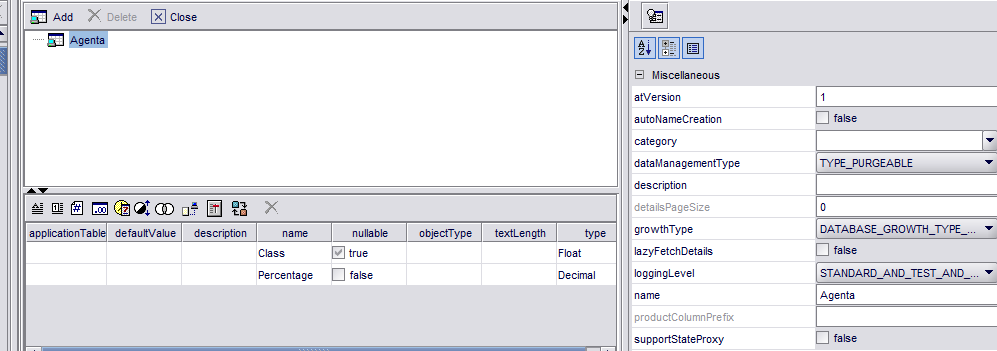 Add Delete Close
Agenta
applicationTable defaultValue description name nullable objectType textLength type
Class true Float
Percentage false Decimal
Miscellaneous
atVersion 1
autoNameCreation false
category
dataManagementType TYPE_PURGEABLE
description
detailsPageSize 0
growthType DATABASE_GROWTH_TYPE_...
lazyFetchDetails false
loggingLevel STANDARD_AND_TEST_AND_...
name Agenta
productColumnPrefix
supportStateProxy false